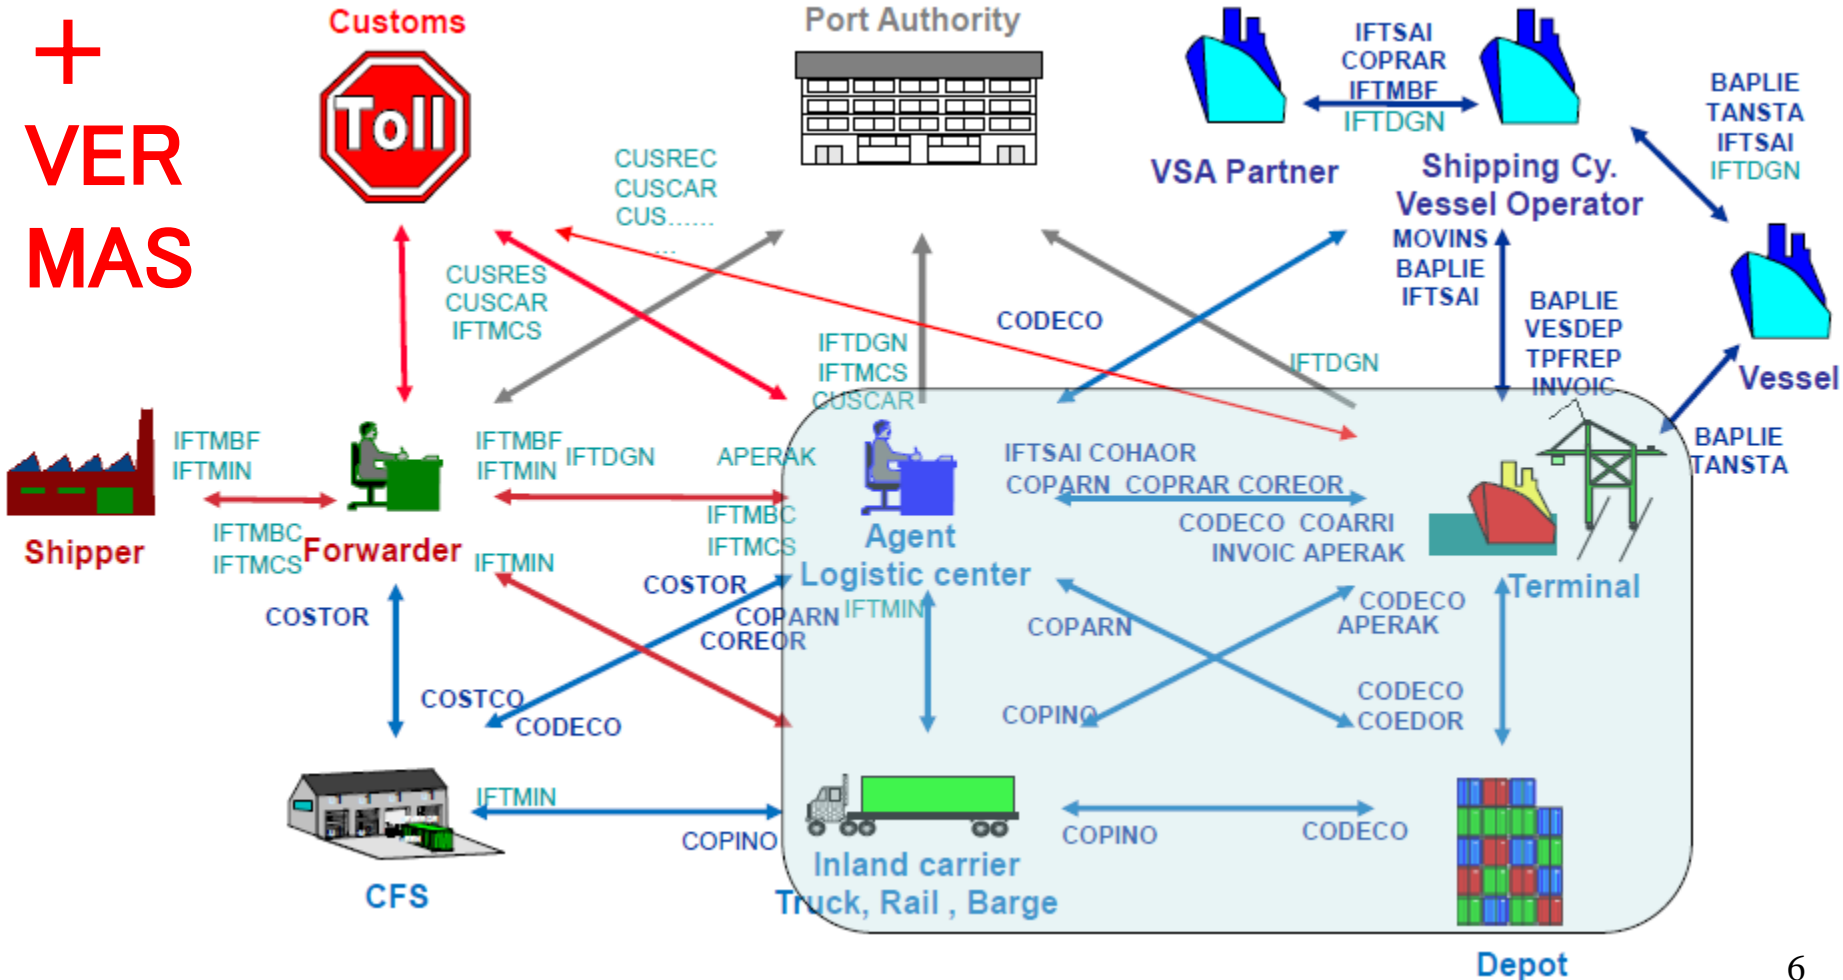 +
VER
MAS
Customs
Toll
Port Authority
IFTSAI
COPRAR
IFTMBF
IFTDGN
VSA Partner
Shipping Cy.
Vessel Operator
BAPLIE
TANSTA
IFTSAI
IFTDGN
CUSREC
CUSCAR
CUS......
...
CUSRES
CUSCAR
IFTMCS
MOVINS
BAPLIE
IFTSAI
BAPLIE
VESDEP
TPFREP
INVOIC
Vessel
CODECO
IFTDGN
IFTMCS
CUSCAR
IFTDGN
BAPLIE
TANSTA
IFTMBF
IFTMIN
IFTMBC
IFTMCS
Shipper
Forwarder
IFTMBF
IFTMIN
IFTDGN
APERAK
IFTMBC
IFTMCS
IFTMIN
Agent
Logistic center
IFTSAI COHAOR
COPARN COPRAR COREOR
CODECO COARRI
INVOIC APERAK
Terminal
COSTOR
COSTOR
COPARN
COREOR
IFTMIN
COPARN
CODECO
APERAK
COSTCO
CODECO
COPINO
CODECO
COEDOR
CFS
IFTMIN
COPINO
Inland carrier
Truck, Rail , Barge
COPINO
CODECO
Depot
6